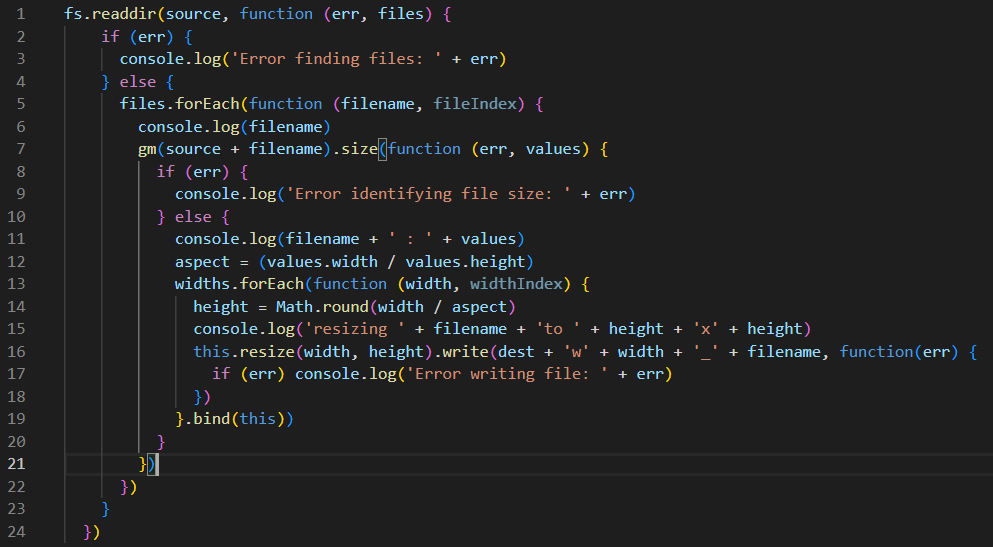 1 fs.readdir(source, function (err, files) {
2 if (err) {
3 console.log('Error finding files: ' + err)
4 } else {
5 files.forEach(function (filename, fileIndex) {
6 console.log(filename)
7 gm(source + filename).size(function (err, values) {
8 if (err) {
9 console.log('Error identifying file size: ' + err)
10 } else {
11 console.log(filename + ' : ' + values)
12 aspect = (values.width / values.height)
13 widths.forEach(function (width, widthIndex) {
14 height = Math.round(width / aspect)
15 console.log('resizing ' + filename + 'to ' + height + 'x' + height)
16 this.resize(width, height).write(dest + 'w' + width + '_' + filename, function(err) {
17 if (err) console.log('Error writing file: ' + err)
18 })
19 }.bind(this))
20 }
21 })
22 })
23 }
24 })